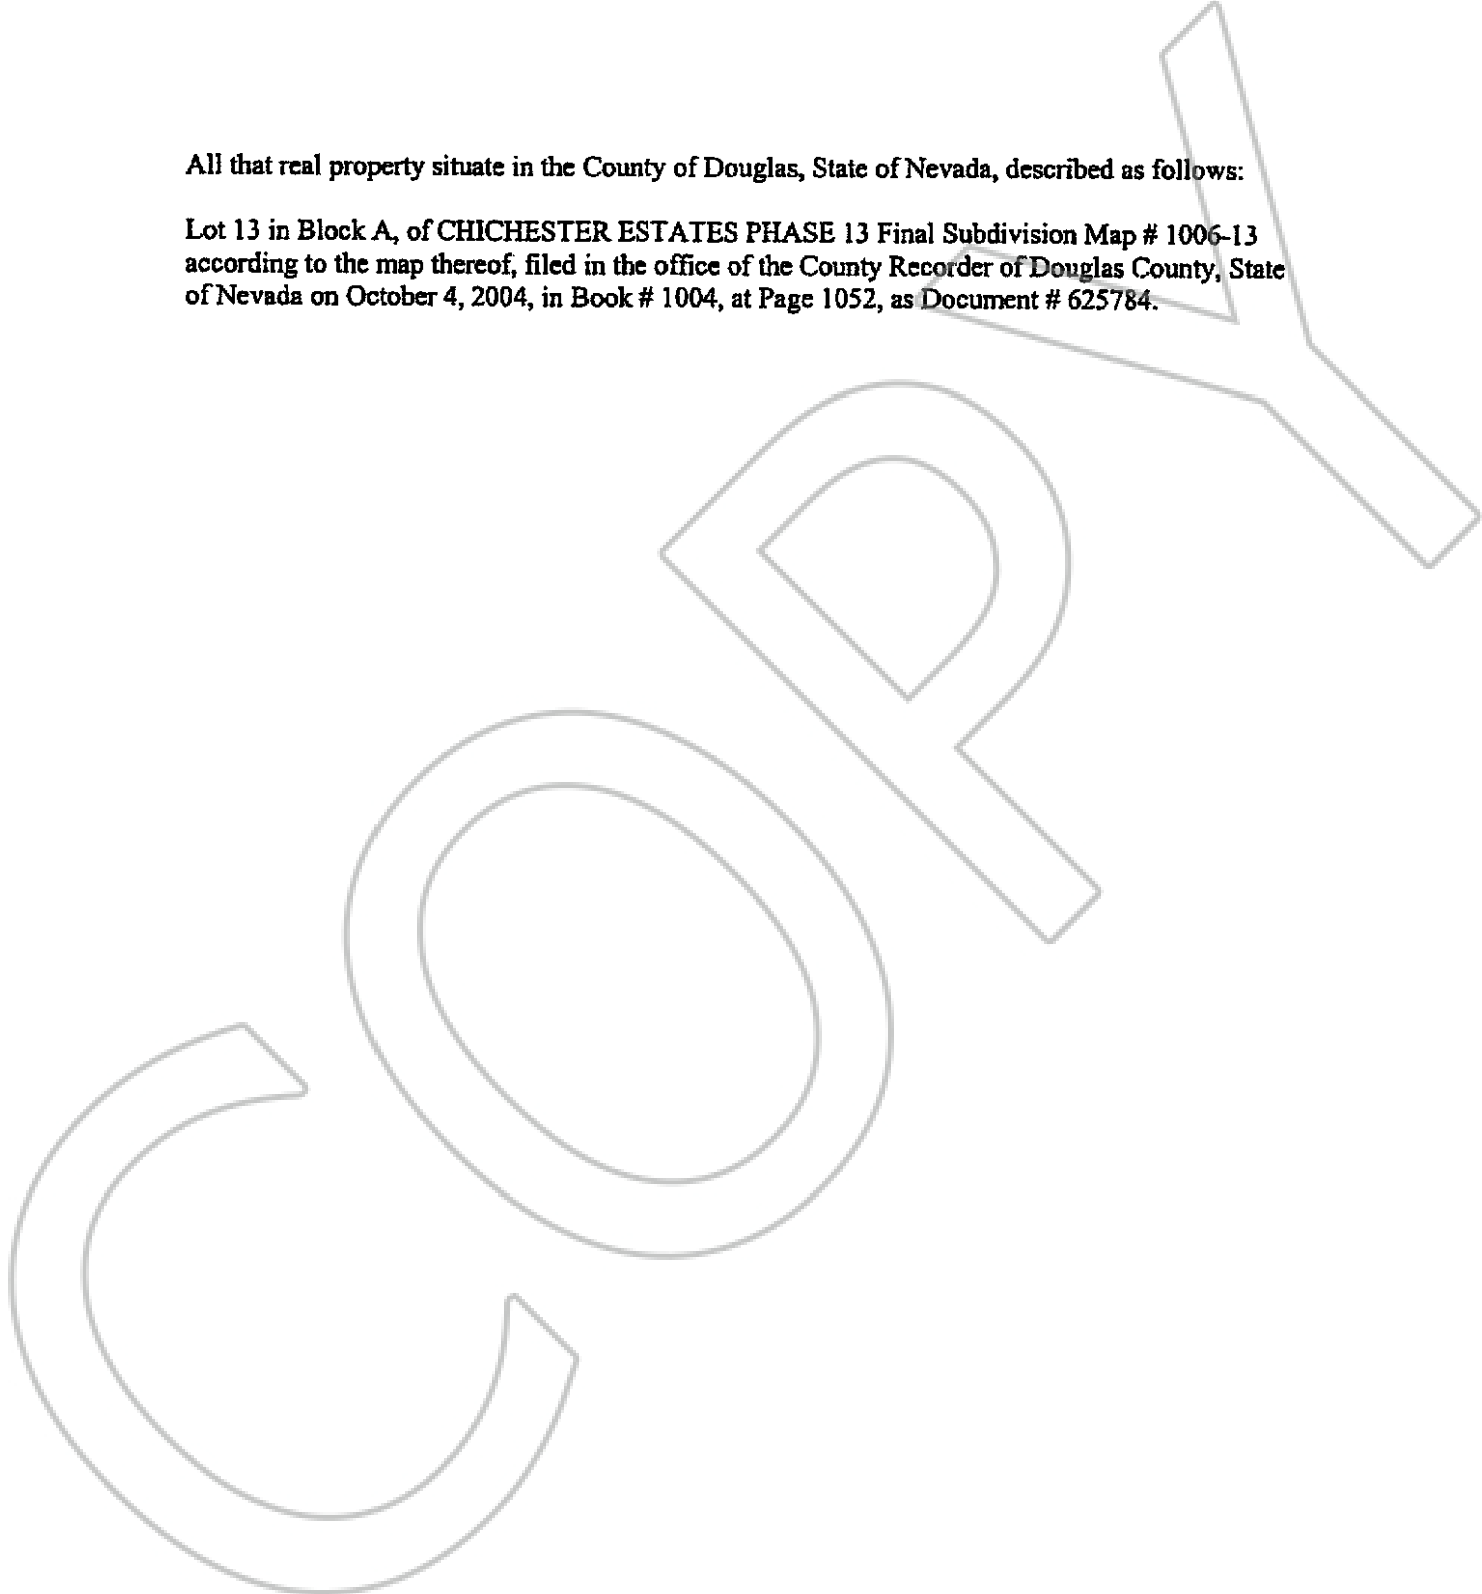 All that real property situate in the County of Douglas, State of Nevada, described as follows:
Lot 13 in Block A, of CHICHESTER ESTATES PHASE 13 Final Subdivision Map # 1006-13
according to the map thereof, filed in the office of the County Recorder of Douglas County, State
of Nevada on October 4, 2004, in Book # 1004, at Page 1052, as Document # 625784.
COPY